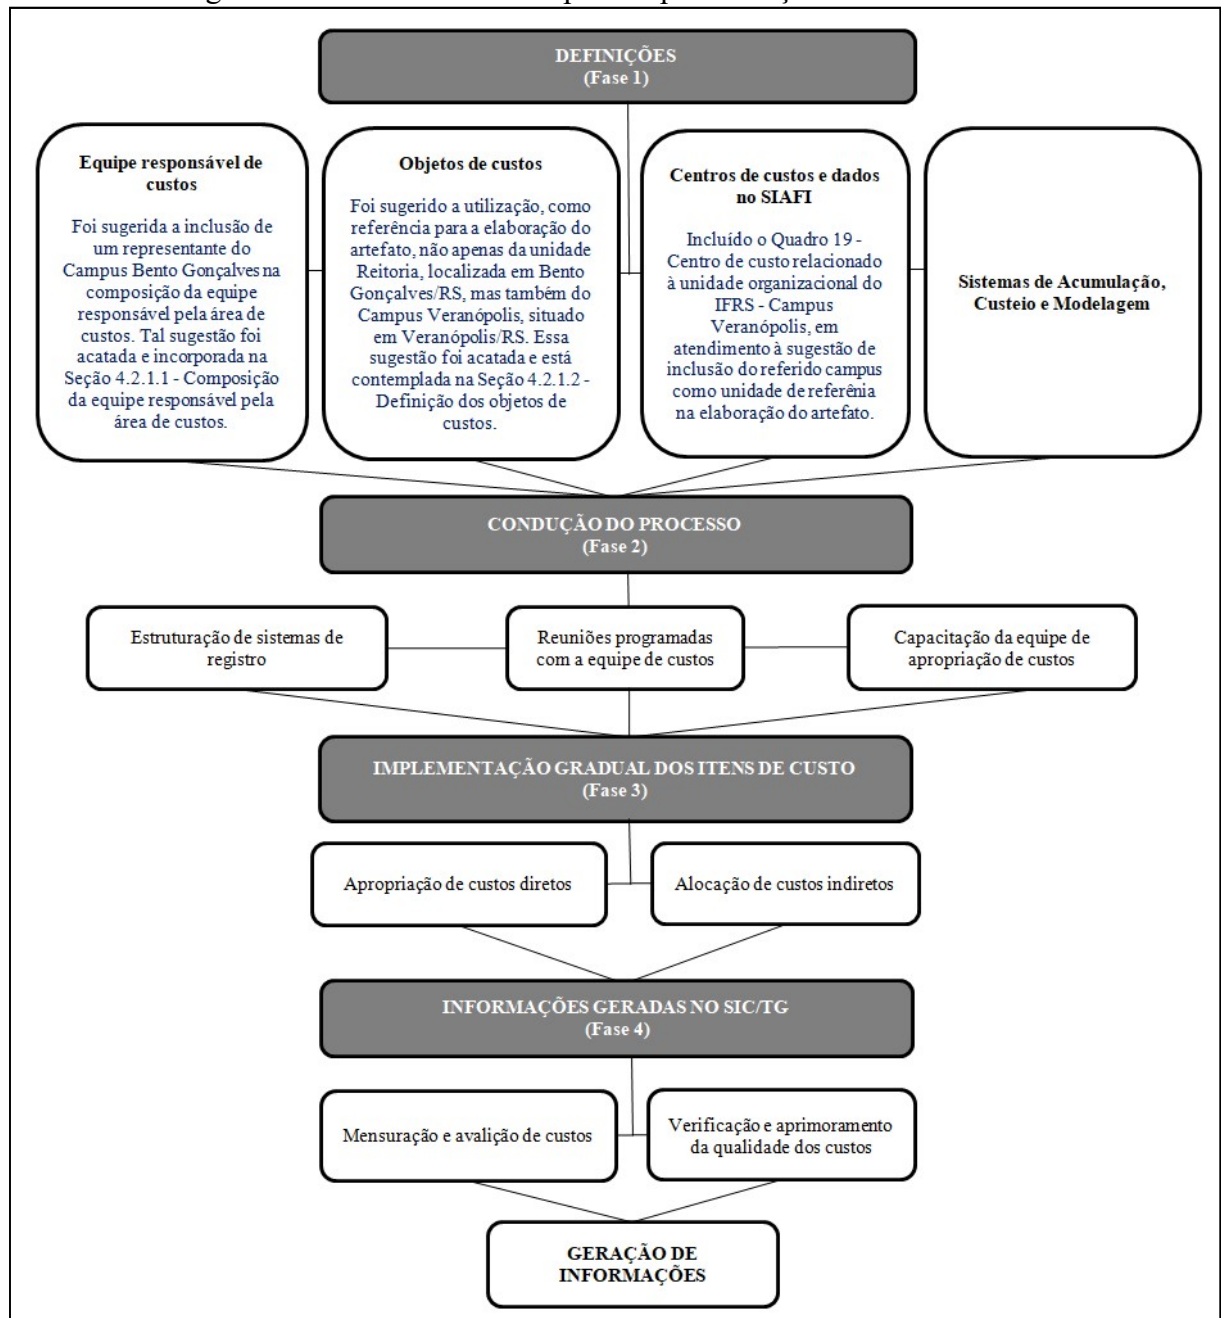 DEFINIÇÕES
(Fase 1)
Equipe responsável de
custos
Foi sugerida a inclusão de
um representante do
Campus Bento Gonçalves na
composição da equipe
responsável pela área de
custos. Tal sugestão foi
acatada e incorporada na
Seção 4.2.1.1 - Composição
da equipe responsável pela
área de custos.
Objetos de custos
Foi sugerido a utilização, como
referência para a elaboração do
artefato, não apenas da unidade
Reitoria, localizada em Bento
Gonçalves/RS, mas também do
Campus Veranópolis, situado
em Veranópolis/RS. Essa
sugestão foi acatada e está
contemplada na Seção 4.2.1.2 -
Definição dos objetos de
custos.
Centros de custos e dados
no SIAFI
Incluído o Quadro 19 -
Centro de custo relacionado
à unidade organizacional do
IFRS - Campus
Veranópolis, em
atendimento à sugestão de
inclusão do referido campus
como unidade de referênia
na elaboração do artefato.
Sistemas de Acumulação,
Custeio e Modelagem
CONDUÇÃO DO PROCESSO
(Fase 2)
Estruturação de sistemas de
registro
Reuniões programadas
com a equipe de custos
Capacitação da equipe de
apropriação de custos
IMPLEMENTAÇÃO GRADUAL DOS ITENS DE CUSTO
(Fase 3)
Apropriação de custos diretos
Alocação de custos indiretos
INFORMAÇÕES GERADAS NO SIC/TG
(Fase 4)
Mensuração e avalição de custos
Verificação e aprimoramento
da qualidade dos custos
GERAÇÃO DE
INFORMAÇÕES